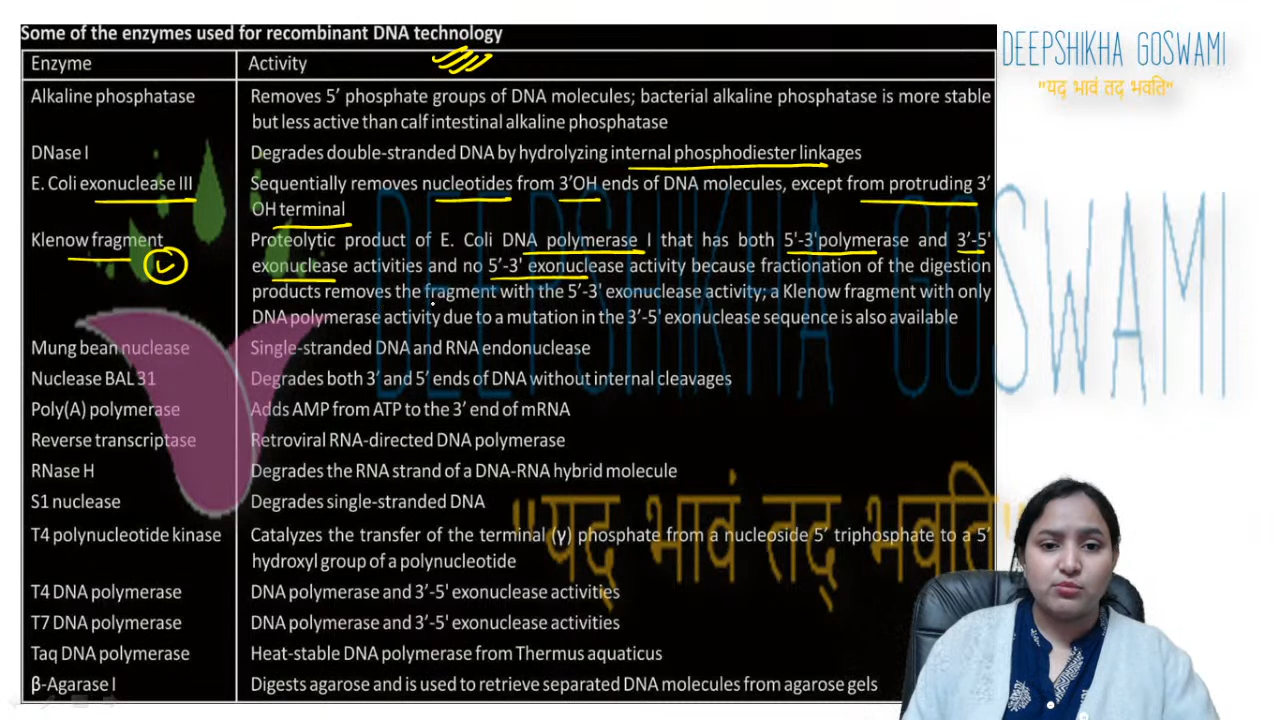 Some of the enzymes used for recombinant DNA technology
Enzyme Activity
Alkaline phosphatase Removes 5′ phosphate groups of DNA molecules; bacterial alkaline phosphatase is more stable
but less active than calf intestinal alkaline phosphatase
DNase I Degrades double-stranded DNA by hydrolyzing internal phosphodiester linkages
E. Coli exonuclease III Sequentially removes nucleotides from 3′OH ends of DNA molecules, except from protruding 3′
OH terminal
Klenow fragment Proteolytic product of E. Coli DNA polymerase I that has both 5'-3'polymerase and 3′-5'
exonuclease activities and no 5′-3' exonuclease activity because fractionation of the digestion
products removes the fragment with the 5′-3' exonuclease activity; a Klenow fragment with only
DNA polymerase activity due to a mutation in the 3′-5' exonuclease sequence is also available
Mung bean nuclease Single-stranded DNA and RNA endonuclease
Nuclease BAL 31 Degrades both 3′ and 5′ ends of DNA without internal cleavages
Poly(A) polymerase Adds AMP from ATP to the 3′ end of mRNA
Reverse transcriptase Retroviral RNA-directed DNA polymerase
RNase H Degrades the RNA strand of a DNA-RNA hybrid molecule
S1 nuclease Degrades single-stranded DNA
T4 polynucleotide kinase Catalyzes the transfer of the terminal (γ) phosphate from a nucleoside 5′ triphosphate to a 5′
hydroxyl group of a polynucleotide
T4 DNA polymerase DNA polymerase and 3′-5' exonuclease activities
T7 DNA polymerase DNA polymerase and 3′-5' exonuclease activities
Taq DNA polymerase Heat-stable DNA polymerase from Thermus aquaticus
β-Agarase I Digests agarose and is used to retrieve separated DNA molecules from agarose gels
DEEPSHIKHA GOSWAMI
"यद् भावं तद् भवति"
DEEPSHIKHA GOSWAMI
"यद् भावं तद् भवति"